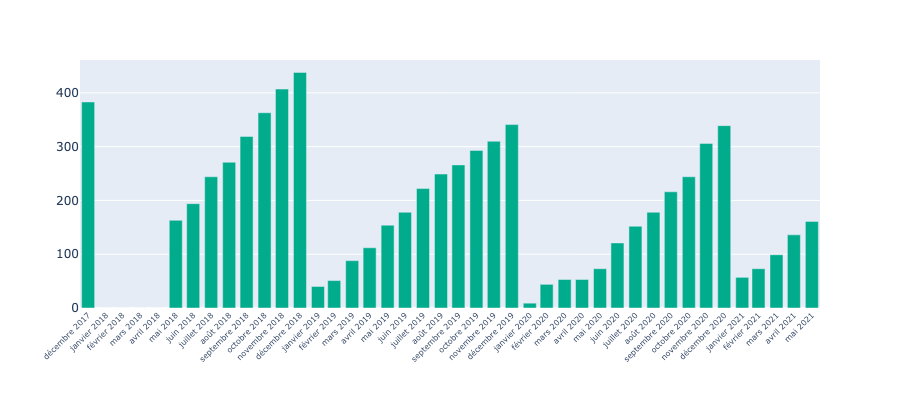 400
300
200
100
0
décembre 2017
janvier 2018
février 2018
mars 2018
avril 2018
mai 2018
juin 2018
juillet 2018
août 2018
septembre 2018
octobre 2018
novembre 2018
décembre 2018
janvier 2019
février 2019
mars 2019
avril 2019
mai 2019
juin 2019
juillet 2019
août 2019
septembre 2019
octobre 2019
novembre 2019
décembre 2019
janvier 2020
février 2020
mars 2020
avril 2020
mai 2020
juin 2020
juillet 2020
août 2020
septembre 2020
octobre 2020
novembre 2020
décembre 2020
janvier 2021
février 2021
mars 2021
avril 2021
mai 2021